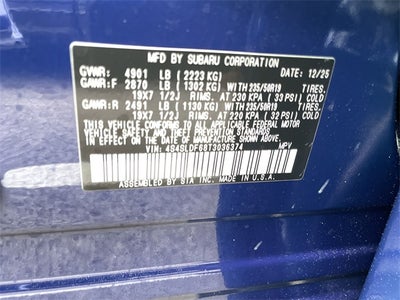 MFD BY SUBARU CORPORATION 12/25
GVWR: 4901 LB (2223 KG)
GAWR:F 2870 LB (1302 KG) WITH 235/50R19 TIRES.
19X7 1/2J RIMS. AT 230 KPA (33 PSI) COLD
GAWR:R 2491 LB (1130 KG) WITH 235/50R19 TIRES.
19X7 1/2J RIMS. AT 220 KPA (32 PSI) COLD
THIS VEHICLE CONFORMS TO ALL APPLICABLE FEDERAL MOTOR
VEHICLE SAFETY AND THEFT PREVENTION STANDARDS IN EFFECT
ON THE DATE OF MANUFACTURE SHOWN ABOVE.
VIN: 4S4SLDF68T3036374 MPV
ASSEMBLED BY SIA INC. MADE IN U.S.A.